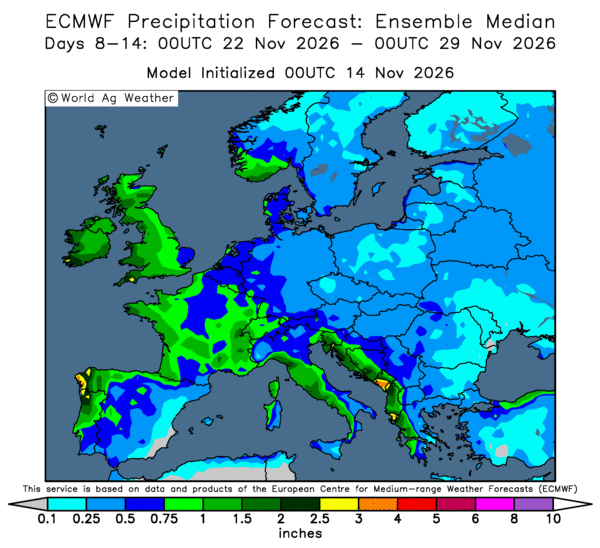 ECMWF Precipitation Forecast: Ensemble Median
Days 8-14: 00UTC 22 Nov 2026 - 00UTC 29 Nov 2026
Model Initialized 00UTC 14 Nov 2026
© World Ag Weather
This service is based on data and products of the European Centre for Medium-range Weather Forecasts (ECMWF)
0.1 0.25 0.5 0.75 1 1.5 2 2.5 3 4 5 6 8 10
inches